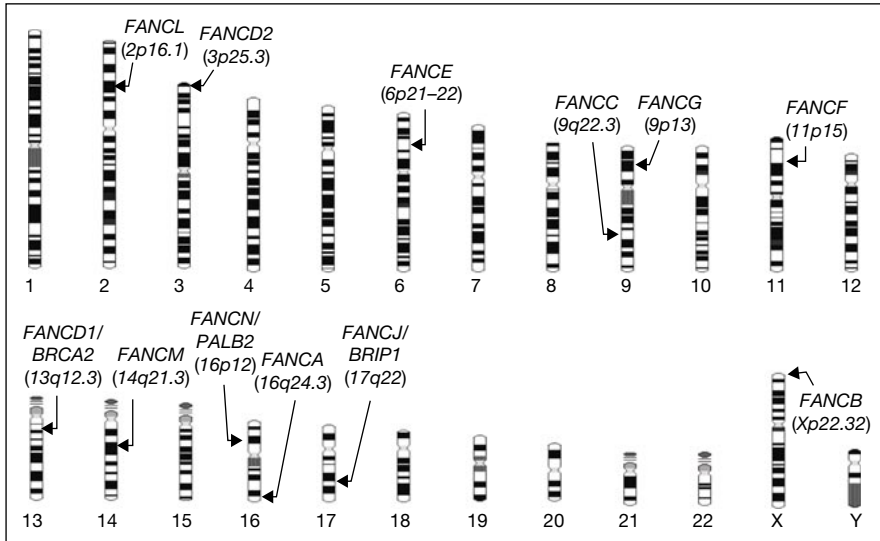 FANCL
(2p16.1)
FANCD2
(3p25.3)
FANCE
(6p21–22)
FANCC
(9q22.3)
FANCG
(9p13)
FANCF
(11p15)
1 2 3 4 5 6 7 8 9 10 11 12
FANCD1/
BRCA2
(13q12.3)
FANCM
(14q21.3)
FANCN/
PALB2
(16p12)
FANCA
(16q24.3)
FANCJ/
BRIP1
(17q22)
FANCB
(Xp22.32)
13 14 15 16 17 18 19 20 21 22 X Y